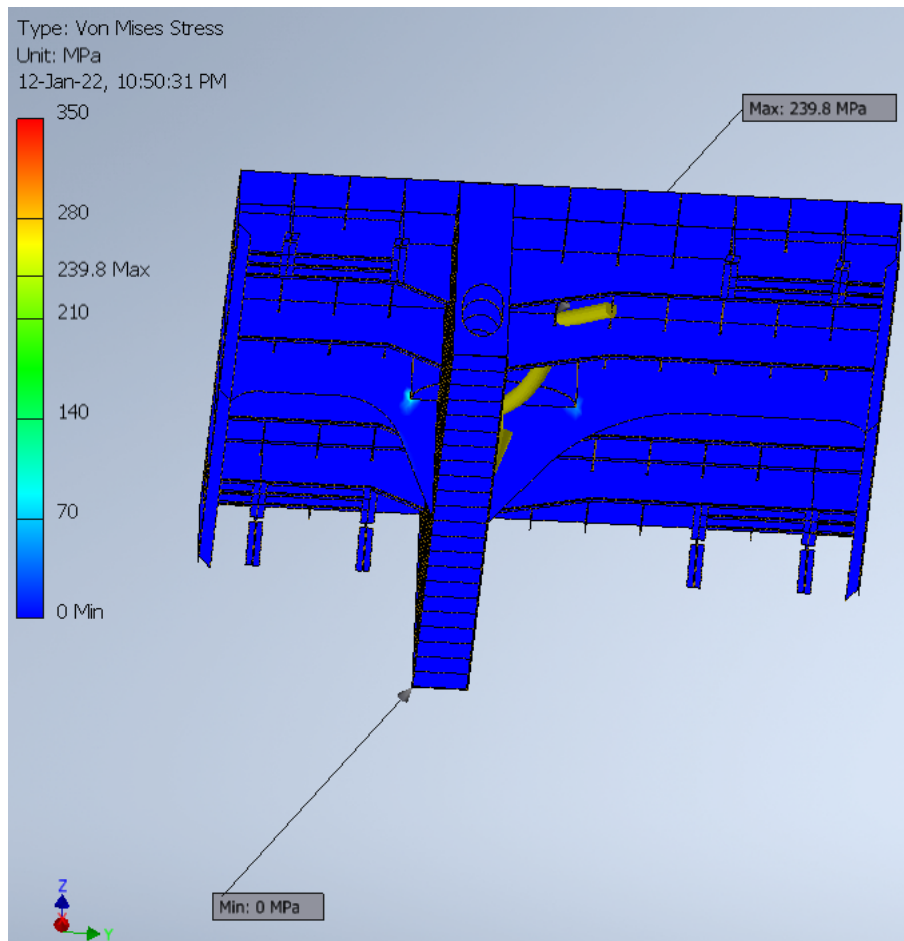 Type: Von Mises Stress
Unit: MPa
12-Jan-22, 10:50:31 PM
350
Max: 239.8 MPa
280
239.8 Max
210
140
70
0 Min
Min: 0 MPa
Z
Y